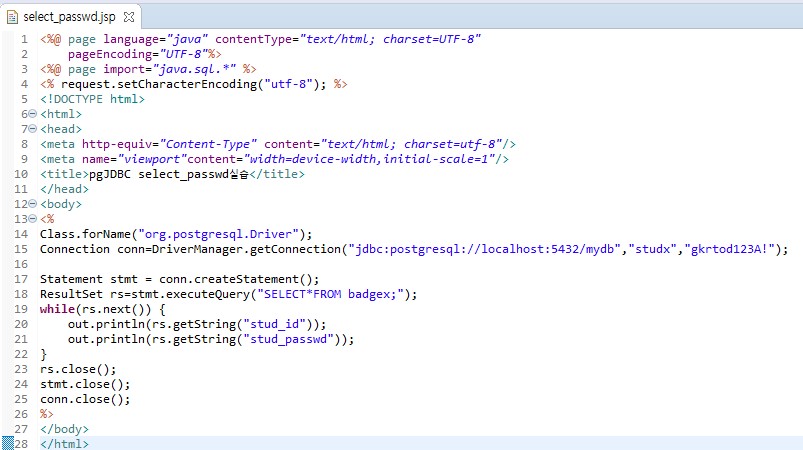 select_passwd.jsp
1 <%@ page language="java" contentType="text/html; charset=UTF-8"
2 pageEncoding="UTF-8"%>
3 <%@ page import="java.sql.*" %>
4 <% request.setCharacterEncoding("utf-8"); %>
5 <!DOCTYPE html>
6 <html>
7 <head>
8 <meta http-equiv="Content-Type" content="text/html; charset=utf-8"/>
9 <meta name="viewport"content="width=device-width,initial-scale=1"/>
10 <title>pgJDBC select_passwd실습</title>
11 </head>
12 <body>
13 <%
14 Class.forName("org.postgresql.Driver");
15 Connection conn=DriverManager.getConnection("jdbc:postgresql://localhost:5432/mydb","studx","gkrtod123A!");
16
17 Statement stmt = conn.createStatement();
18 ResultSet rs=stmt.executeQuery("SELECT*FROM badgex;");
19 while(rs.next()) {
20 out.println(rs.getString("stud_id"));
21 out.println(rs.getString("stud_passwd"));
22 }
23 rs.close();
24 stmt.close();
25 conn.close();
26 %>
27 </body>
28 </html>